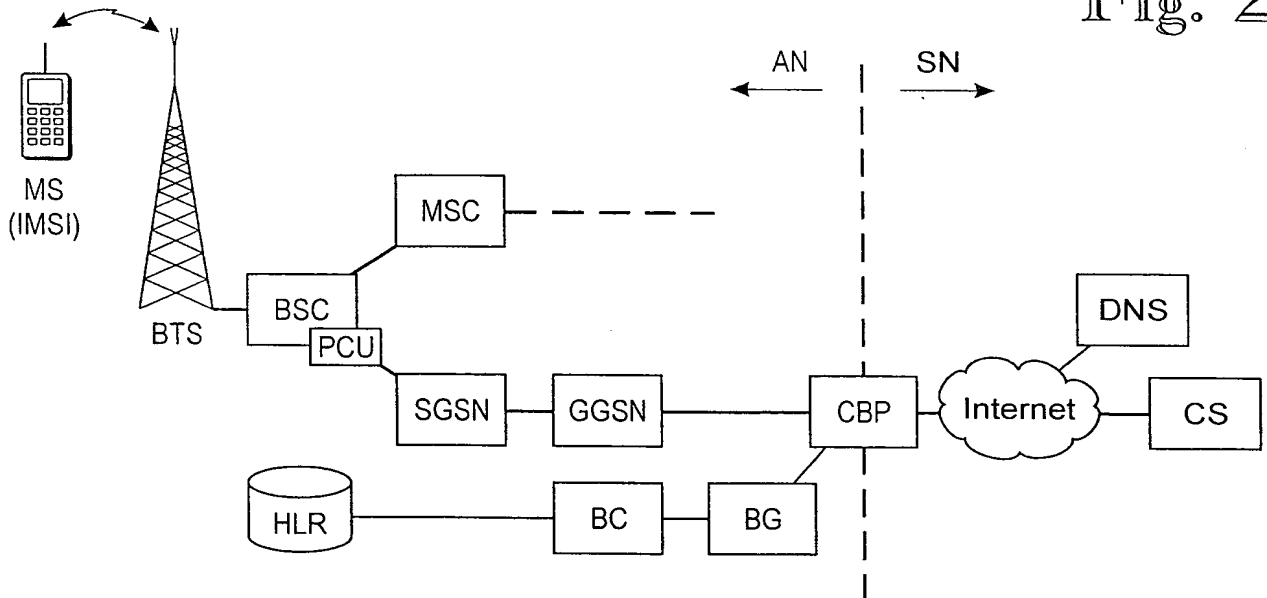 Fig. 2
AN
SN
MS
(IMSI)
MSC
BSC
BTS
PCU
DNS
SGSN
GGSN
CBP
Internet
CS
HLR
BC
BG